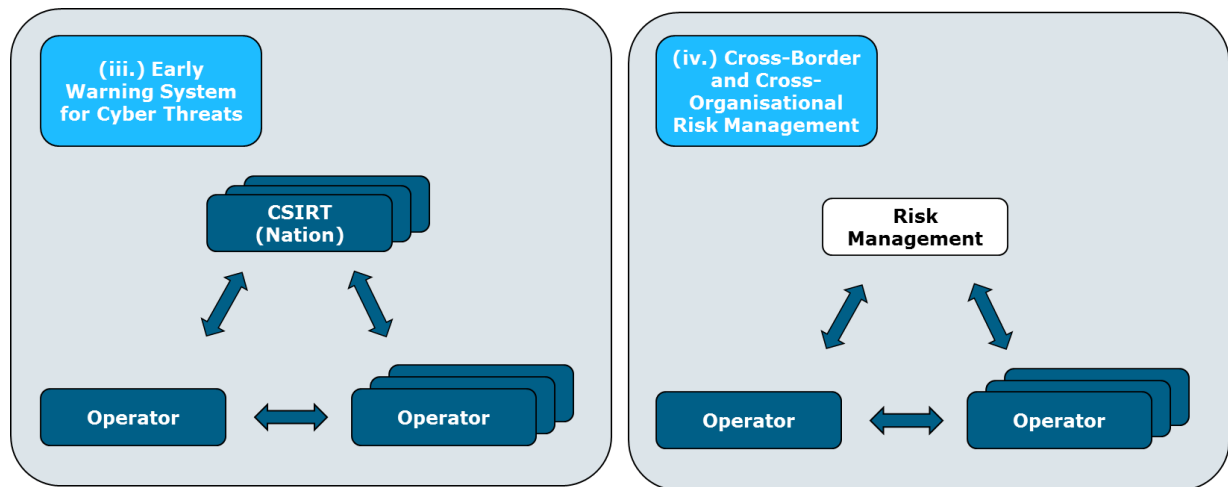 (iii.) Early
Warning System
for Cyber Threats
CSIRT
(Nation)
Operator
Operator
(iv.) Cross-Border
and Cross-
Organisational
Risk Management
Risk
Management
Operator
Operator